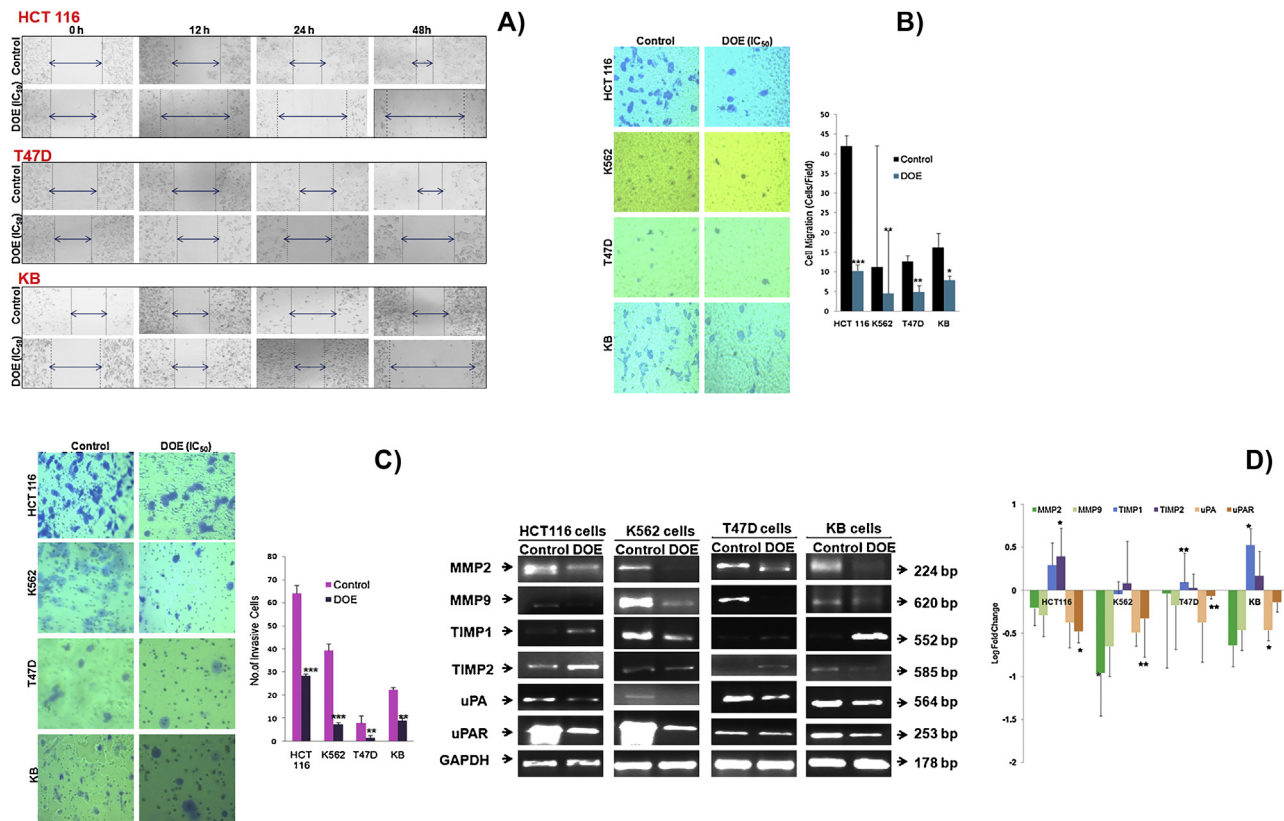 HCT 116
A)
0 h 12 h 24 h 48h
Control
DOE (IC50)
T47D
Control
DOE (IC50)
KB
Control
DOE (IC50)
B)
Control DOE (IC50)
HCT 116
K562
T47D
KB
Cell Migration (Cells/Field)
50
45
40
35
30
25
20
15
10
5
0
Control
DOE
***
**
**
*
HCT 116 K562 T47D KB
C)
Control DOE (IC50)
HCT 116
K562
T47D
KB
No.of Invasive Cells
80
70
60
50
40
30
20
10
0
Control
DOE
***
***
**
**
HCT 116 K562 T47D KB
D)
HCT116 cells K562 cells T47D cells KB cells
Control DOE Control DOE Control DOE Control DOE
MMP2 224 bp
MMP9 620 bp
TIMP1 552 bp
TIMP2 585 bp
uPA 564 bp
uPAR 253 bp
GAPDH 178 bp
Log Fold Change
1
0.5
0
-0.5
-1
-1.5
-2
MMP2 MMP9 TIMP1 TIMP2 uPA uPAR
HCT116 K562 T47D KB
*
*
*
**
**
**
*
*